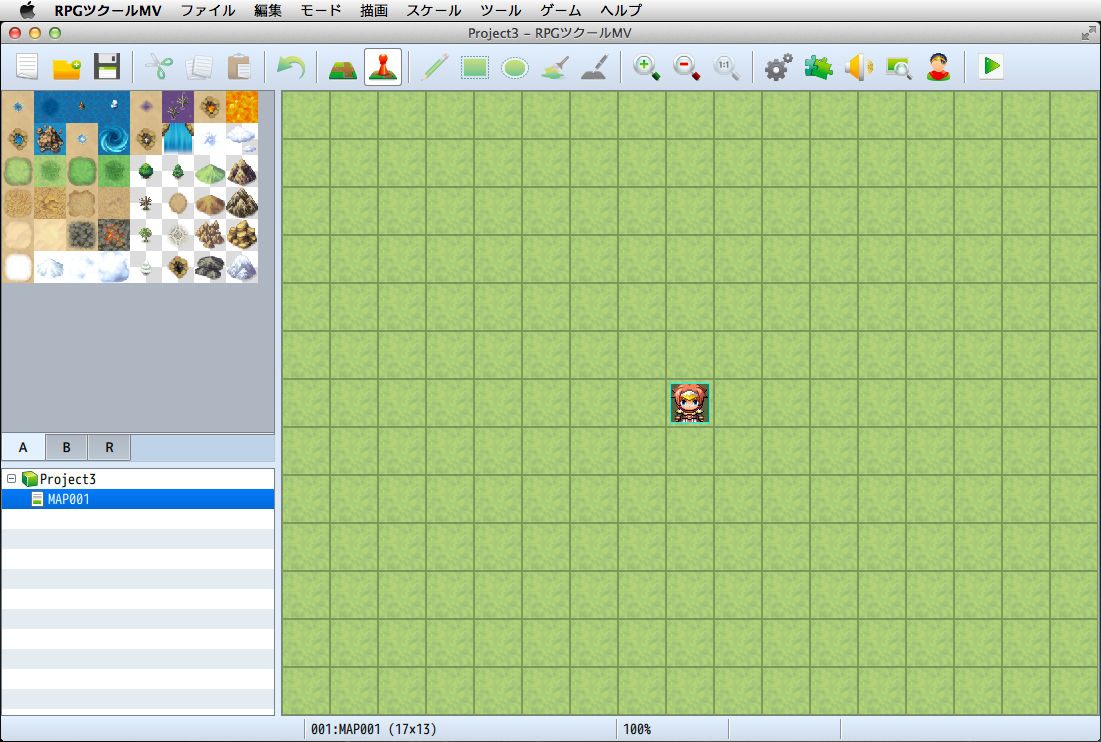 RPGツクールMV ファイル 編集 モード 描画 スケール ツール ゲーム ヘルプ
Project3 – RPGツクールMV
1:1
A B R
Project3
MAP001
001:MAP001 (17×13) 100%